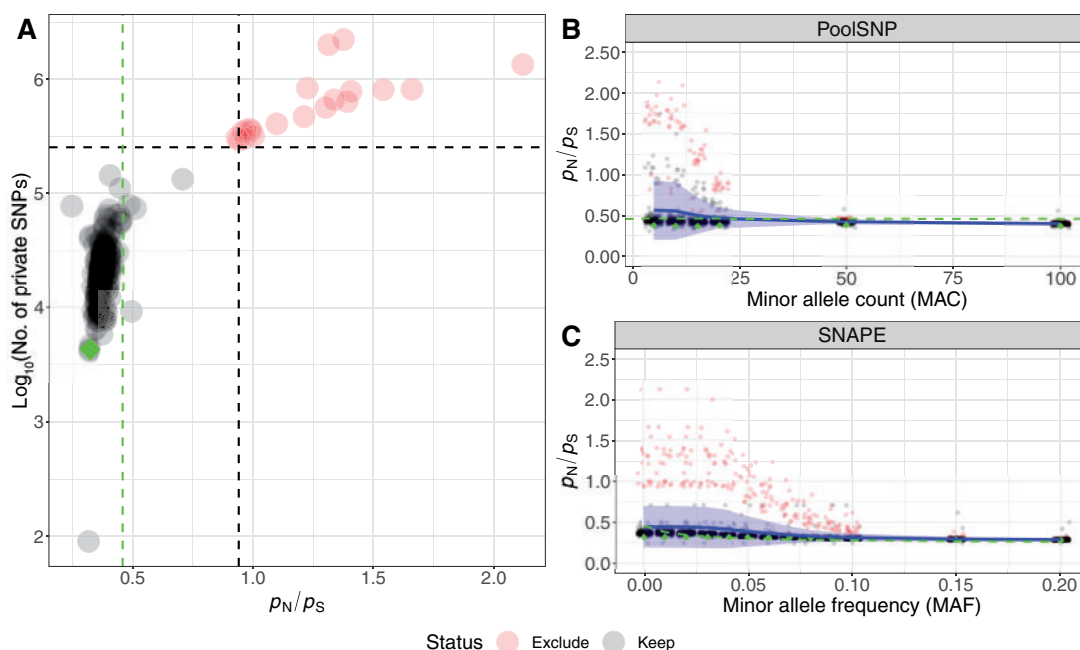 A
Log10(No. of private SNPs)
6
5
4
3
2
0.5 1.0 1.5 2.0
pN/pS
B
PoolSNP
pN/pS
2.50
2.00
1.50
1.00
0.50
0.00
0 25 50 75 100
Minor allele count (MAC)
C
SNAPE
pN/pS
2.5
2.0
1.5
1.0
0.5
0.0
0.00 0.05 0.10 0.15 0.20
Minor allele frequency (MAF)
Status Exclude Keep